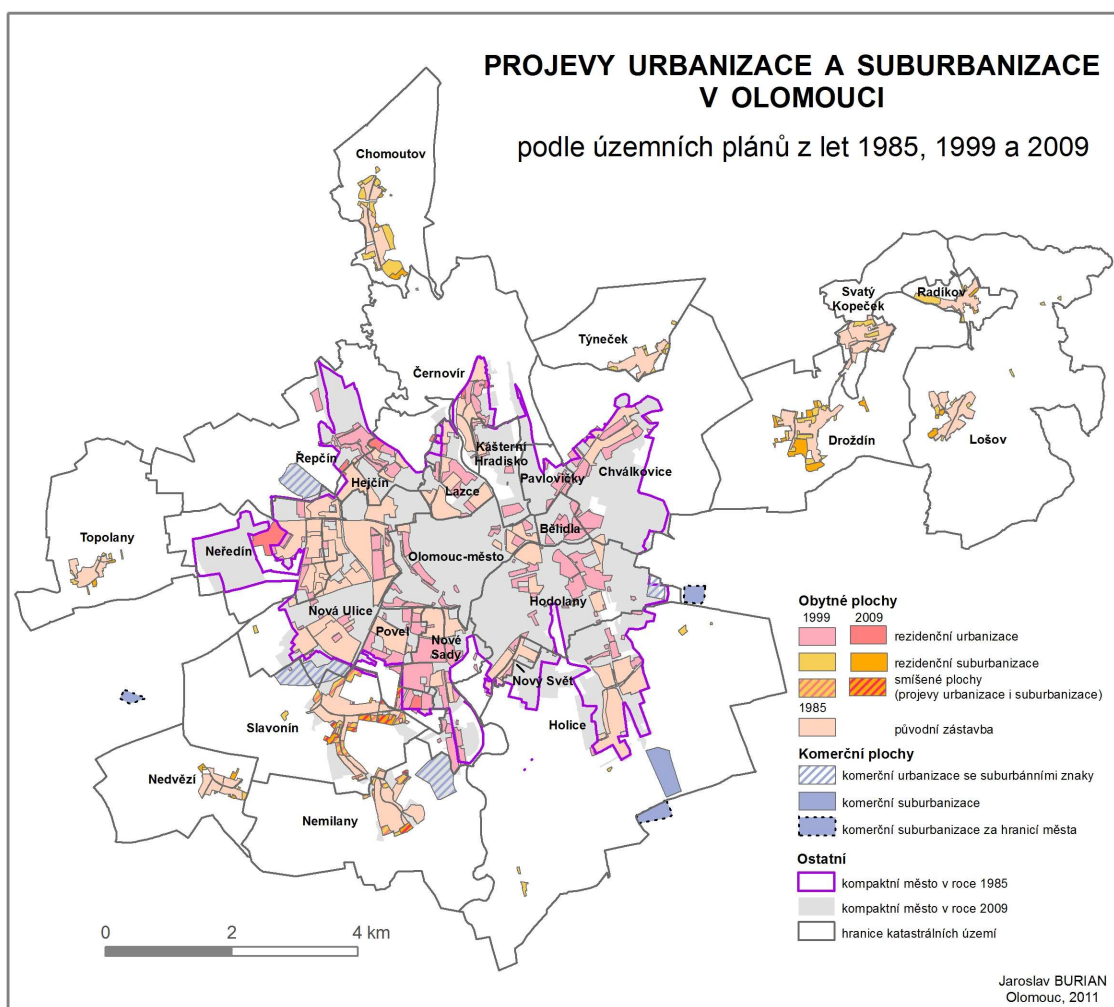 PROJEVY URBANIZACE A SUBURBANIZACE
V OLOMOUCI
podle územních plánů z let 1985, 1999 a 2009
Chomoutov
Svatý
Kopeček
Radíkov
Týneček
Černovír
Droždín
Lošov
Kášterní
Hradisko
Řepčín
Pavlovičky
Chválkovice
Hejčín
Lazce
Bělidla
Topolany
Neředín
Olomouc-město
Hodolany
Nová Ulice
Povel
Nové
Sady
Nový Svět
Slavonín
Holice
Nedvězí
Nemilany
Obytné plochy
1999 2009
rezidenční urbanizace
rezidenční suburbanizace
smíšené plochy
(projevy urbanizace i suburbanizace)
1985
původní zástavba
Komerční plochy
komerční urbanizace se suburbánními znaky
komerční suburbanizace
komerční suburbanizace za hranicí města
Ostatní
kompaktní město v roce 1985
kompaktní město v roce 2009
hranice katastrálních území
0 2 4 km
Jaroslav BURIAN
Olomouc, 2011